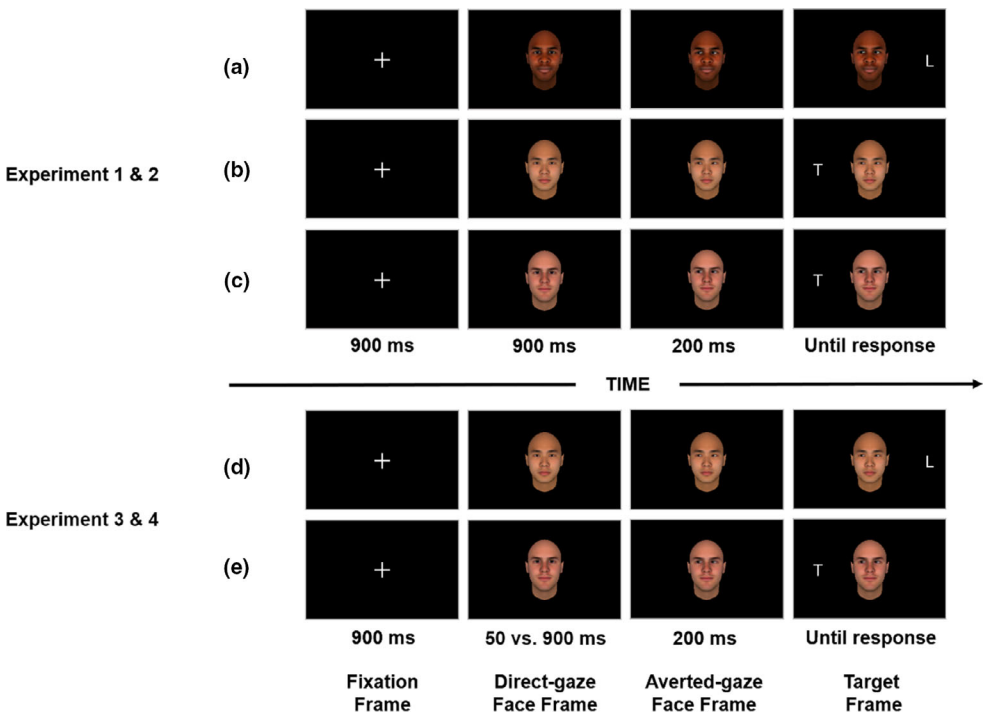 (a)
L
Experiment 1 & 2
(b)
T
(c)
T
900 ms 900 ms 200 ms Until response
TIME
(d)
L
Experiment 3 & 4
(e)
T
900 ms 50 vs. 900 ms 200 ms Until response
Fixation Direct-gaze Averted-gaze Target
Frame Face Frame Face Frame Frame